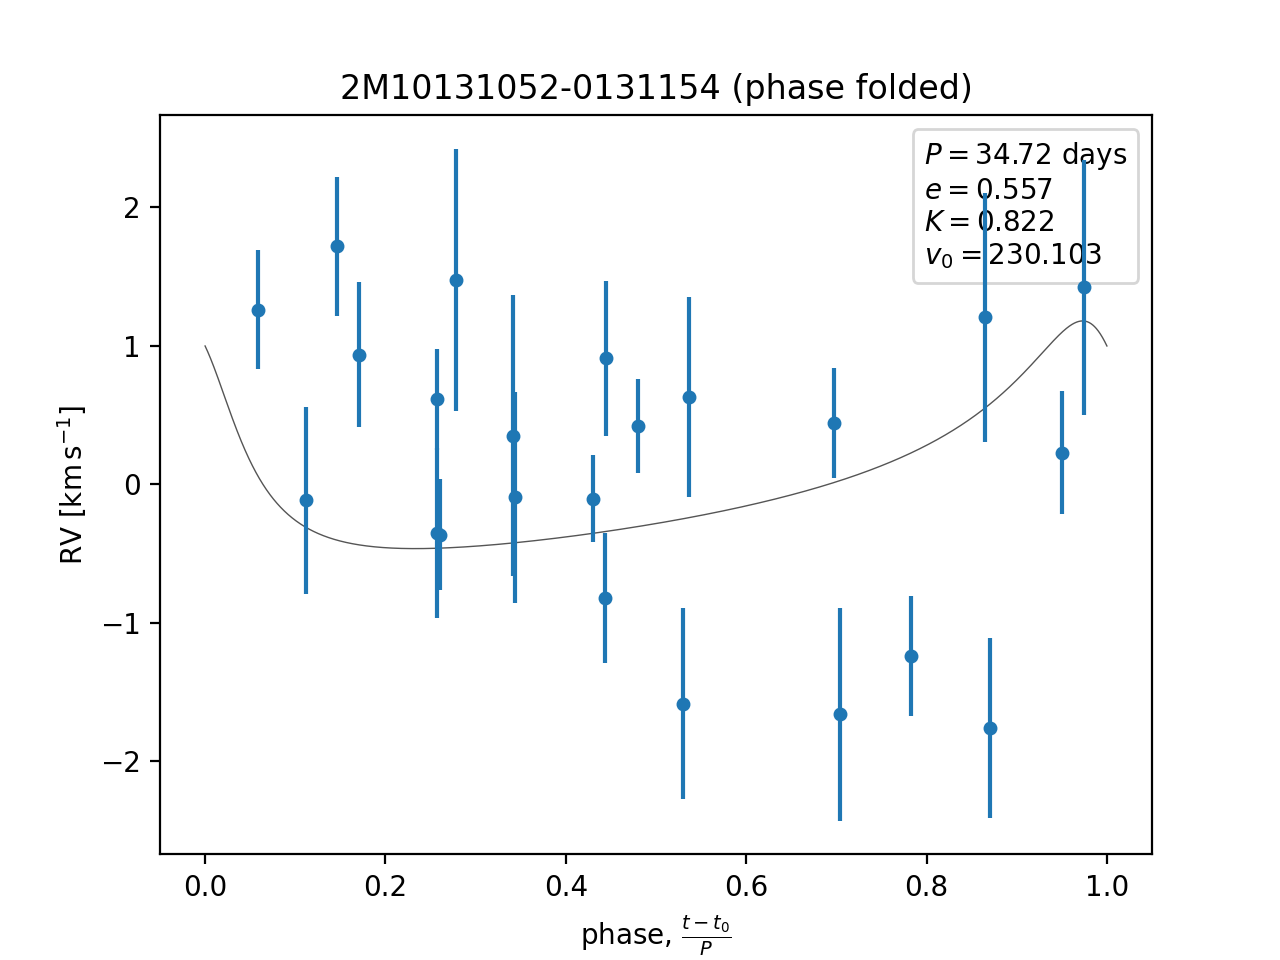 2M10131052-0131154 (phase folded)
P = 34.72 days
e = 0.557
K = 0.822
v₀ = 230.103
RV [km s⁻¹]
2
1
0
−1
−2
0.0 0.2 0.4 0.6 0.8 1.0
phase, (t − t₀)/P